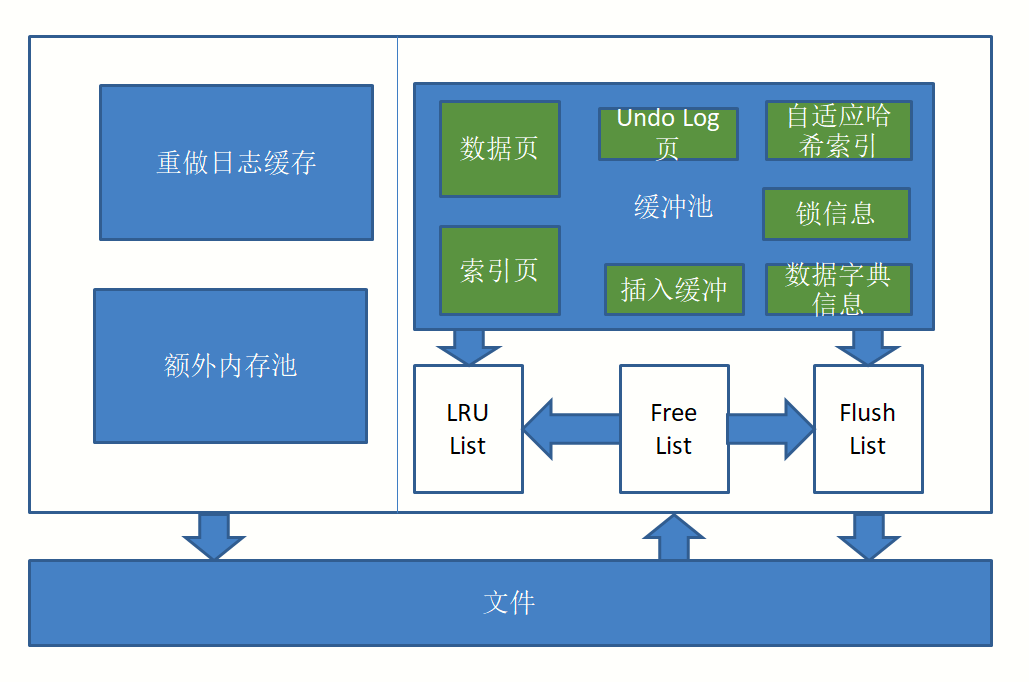 重做日志缓存
额外内存池
数据页
索引页
Undo Log
页
缓冲池
插入缓冲
自适应哈
希索引
锁信息
数据字典
信息
LRU
List
Free
List
Flush
List
文件